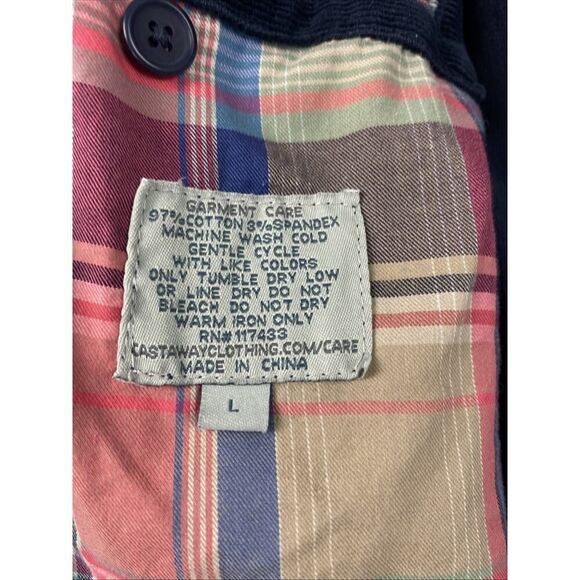 GARMENT CARE
97%COTTON 3%SPANDEX
MACHINE WASH COLD
GENTLE CYCLE
WITH LIKE COLORS
ONLY TUMBLE DRY LOW
OR LINE DRY DO NOT
BLEACH DO NOT DRY
WARM IRON ONLY
RN#117433
CASTAWAYCLOTHING.COM/CARE
MADE IN CHINA
L